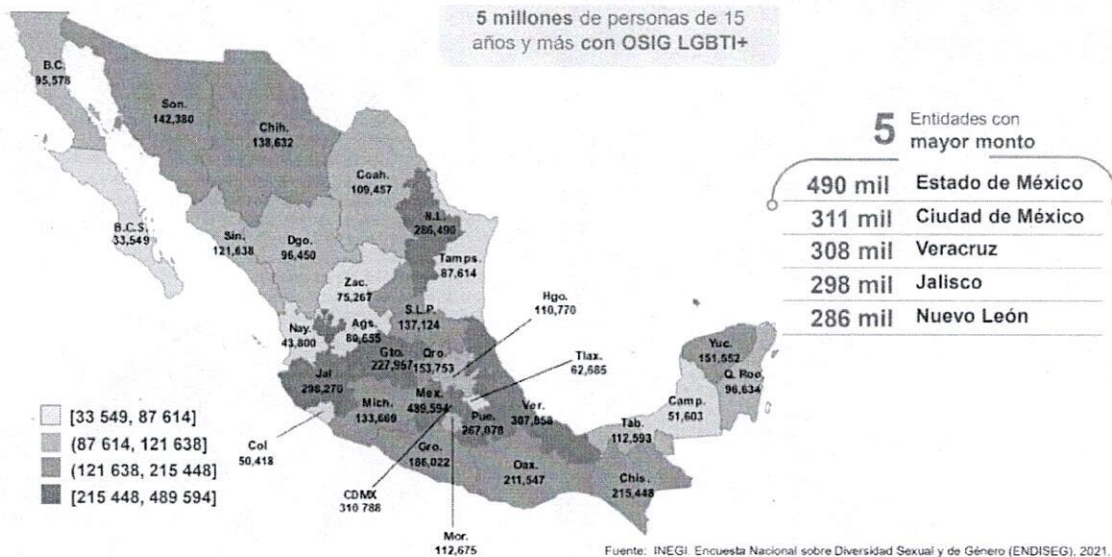 5 millones de personas de 15
años y más con OSIG LGBTI+
5 Entidades con
mayor monto
490 mil Estado de México
311 mil Ciudad de México
308 mil Veracruz
298 mil Jalisco
286 mil Nuevo León
B.C.
95,578
Son.
142,380
Chih.
138,632
Coah.
109,457
B.C.S.
33,549
Sin.
121,638
Dgo.
96,450
N.L.
286,490
Tamps.
87,614
Zac.
75,267
S.L.P.
137,124
Hgo.
110,770
Nay.
43,800
Ags.
80,655
Gto.
227,957
Qro.
153,753
Tlax.
62,685
Yuc.
151,552
Q. Roo
96,634
Jal
298,270
Mich.
133,669
Mex.
489,594
Pue.
267,078
Ver.
307,858
Camp.
51,603
Tab.
112,593
Col
50,418
Gro.
186,022
Oax.
211,547
Chis.
215,448
CDMX
310 788
Mor.
112,675
[33 549, 87 614]
(87 614, 121 638]
(121 638, 215 448]
[215 448, 489 594]
Fuente: INEGI. Encuesta Nacional sobre Diversidad Sexual y de Género (ENDISEG), 2021.